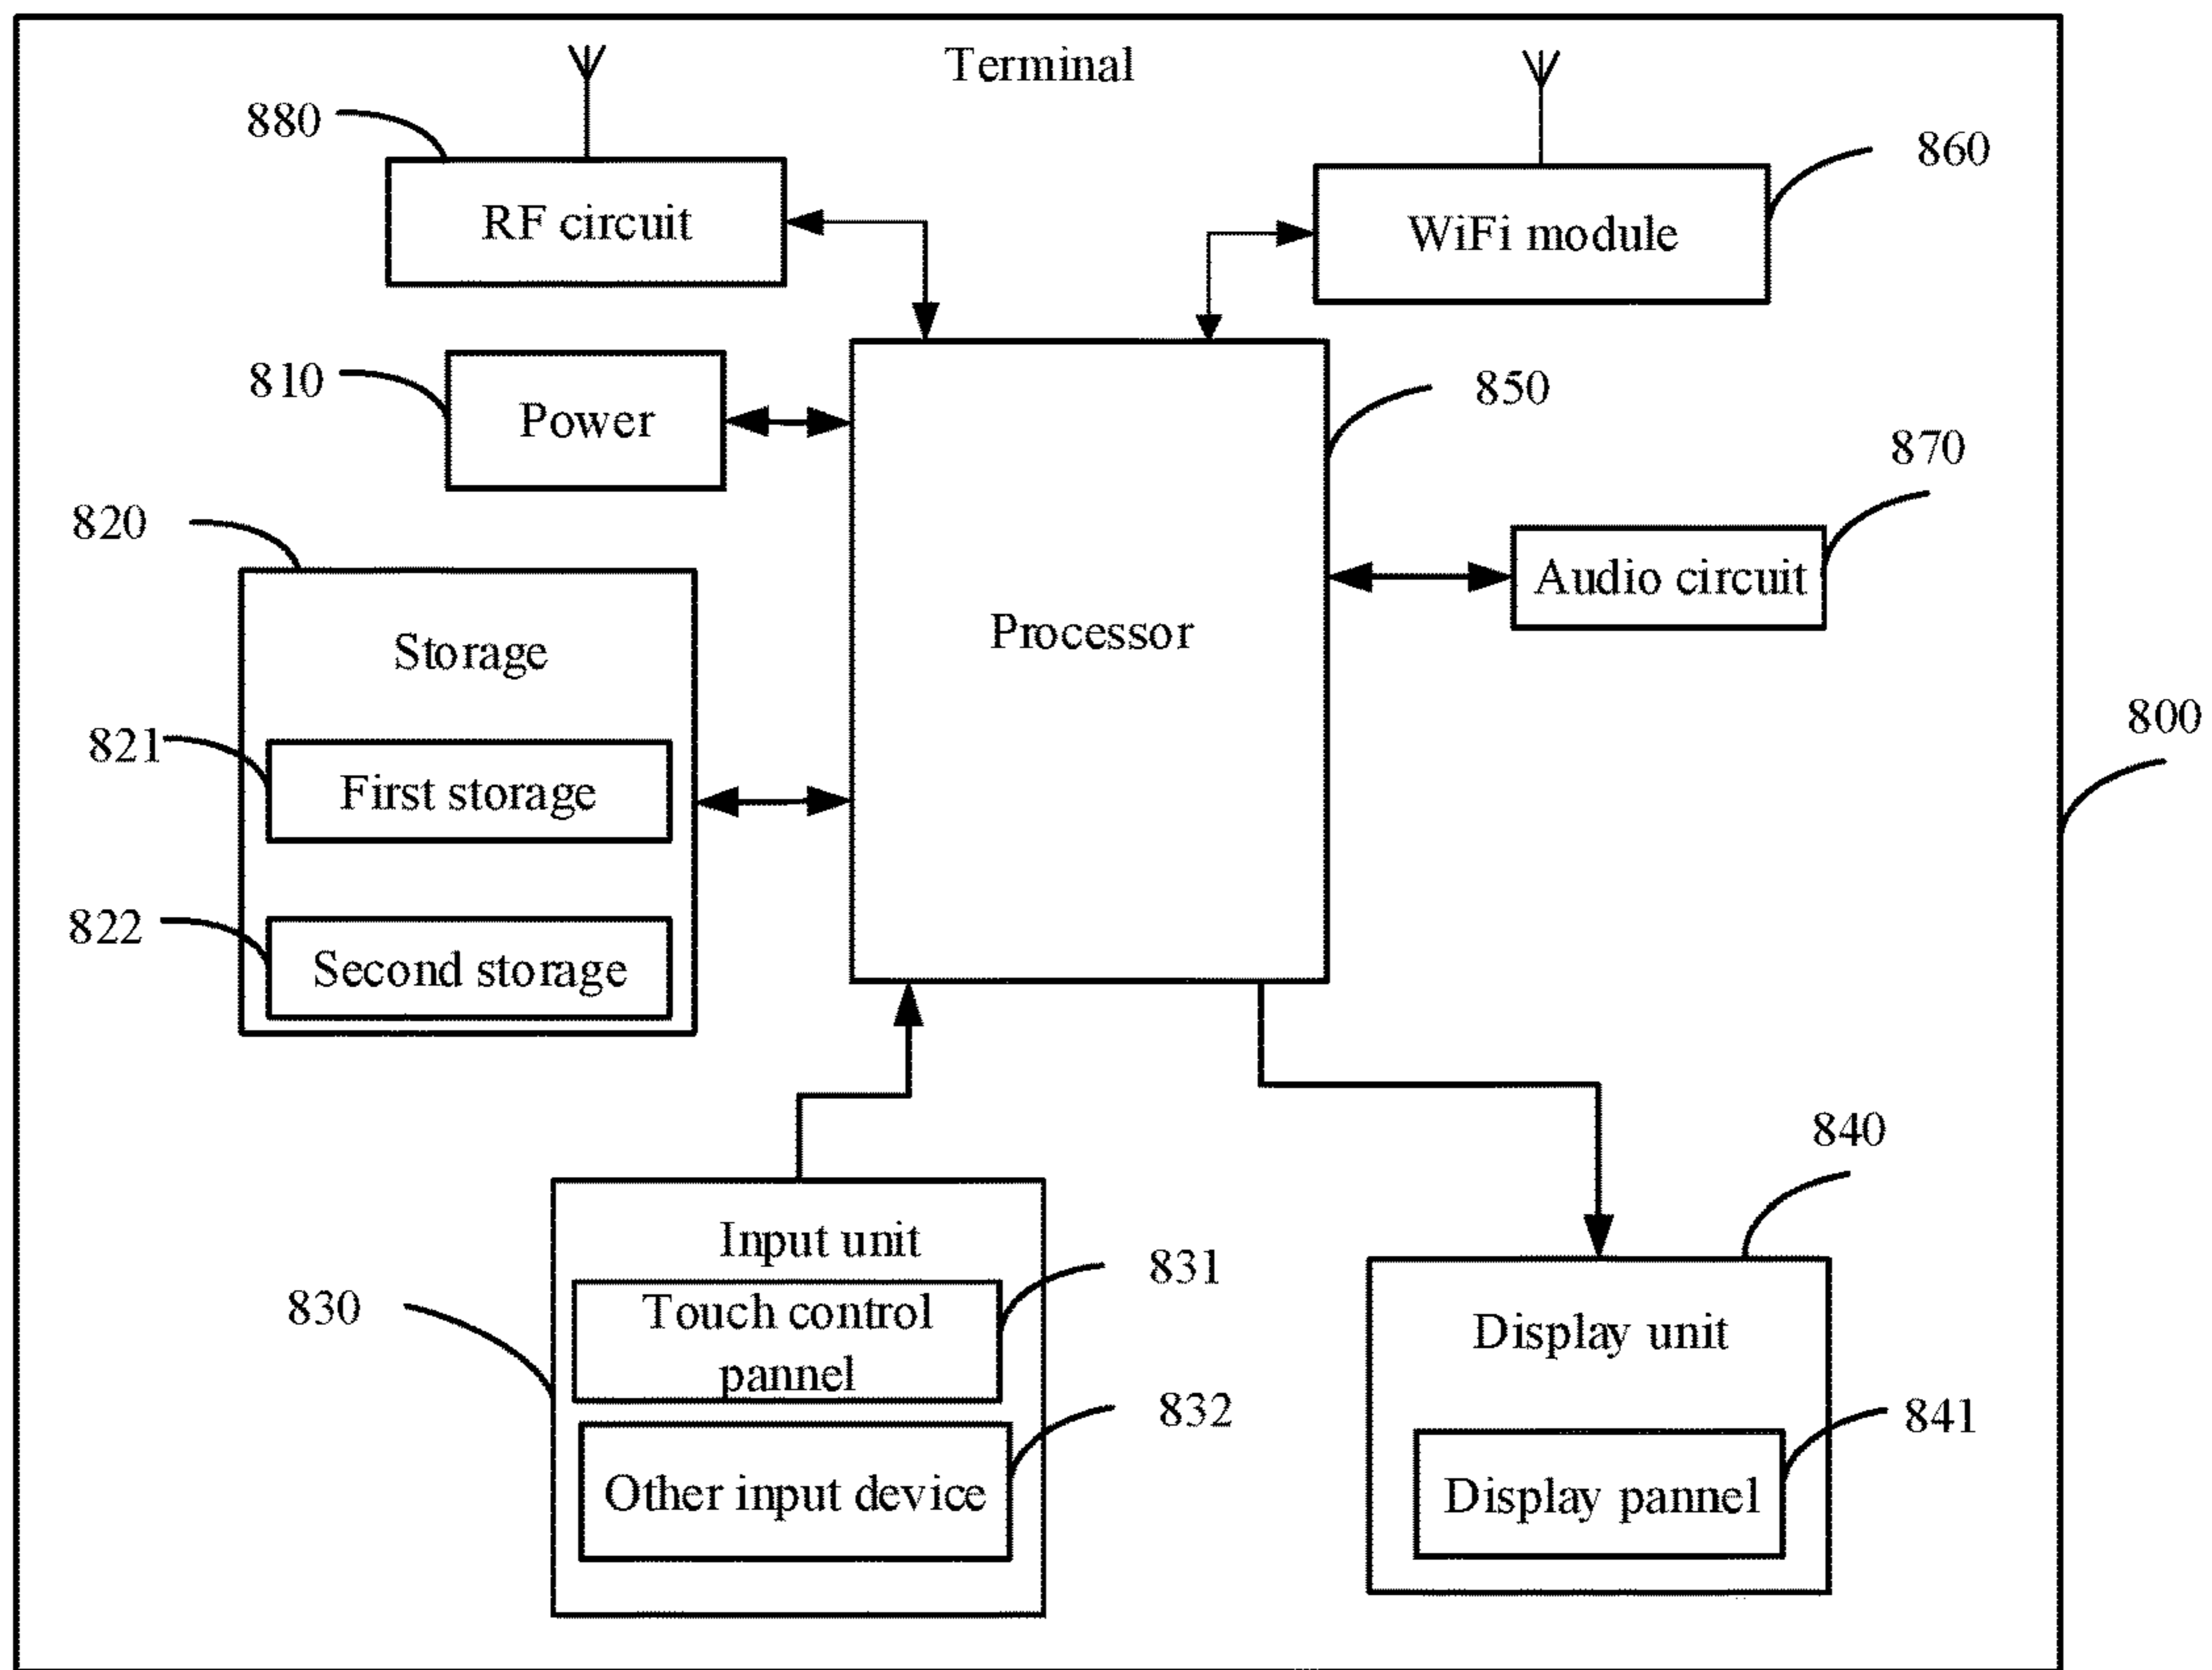 Terminal
880
860
RF circuit
WiFi module
810
Power
850
870
820
Audio circuit
Processor
Storage
800
821
First storage
822
Second storage
840
Input unit
831
830
Touch control
pannel
Display unit
832
841
Other input device
Display pannel